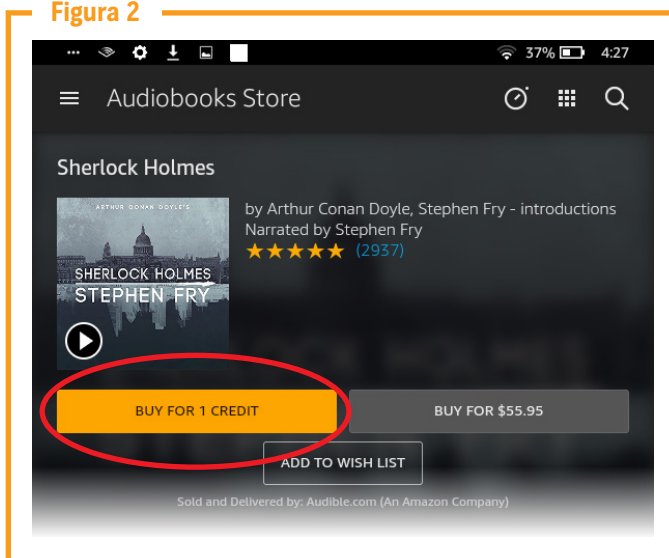 Figura 2
37% 4:27
Audiobooks Store
Sherlock Holmes
ARTHUR CONAN DOYLE'S
SHERLOCK HOLMES
STEPHEN FRY
by Arthur Conan Doyle, Stephen Fry - introductions
Narrated by Stephen Fry
(2937)
BUY FOR 1 CREDIT
BUY FOR $55.95
ADD TO WISH LIST
Sold and Delivered by: Audible.com (An Amazon Company)